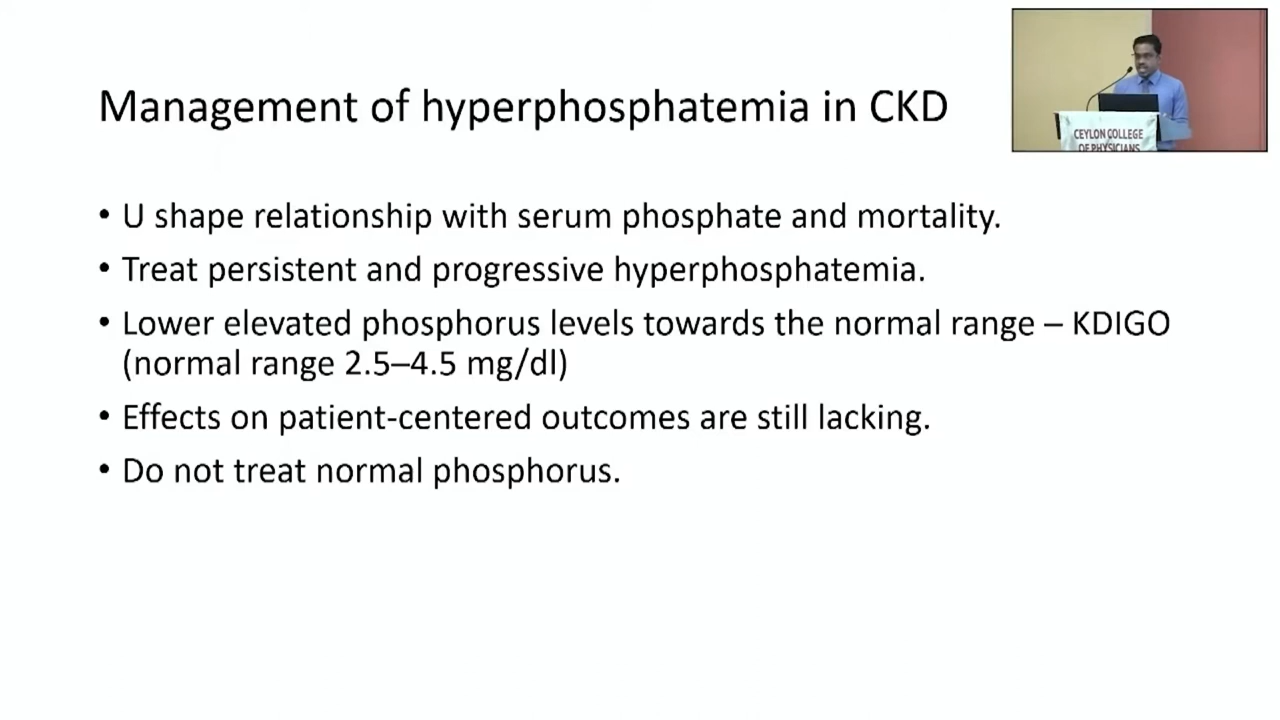 Management of hyperphosphatemia in CKD
CEYLON COLLEGE
OF PHYSICIANS
• U shape relationship with serum phosphate and mortality.
• Treat persistent and progressive hyperphosphatemia.
• Lower elevated phosphorus levels towards the normal range – KDIGO
(normal range 2.5–4.5 mg/dl)
• Effects on patient-centered outcomes are still lacking.
• Do not treat normal phosphorus.